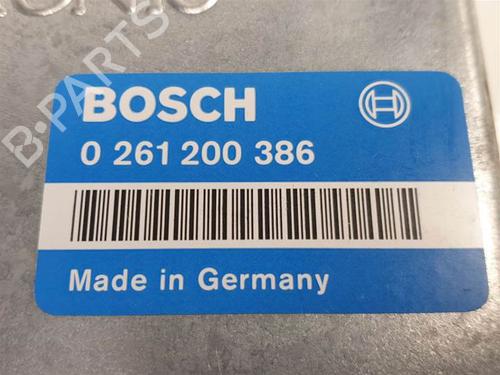 BOSCH
0 261 200 386
Made in Germany
B-PARTS